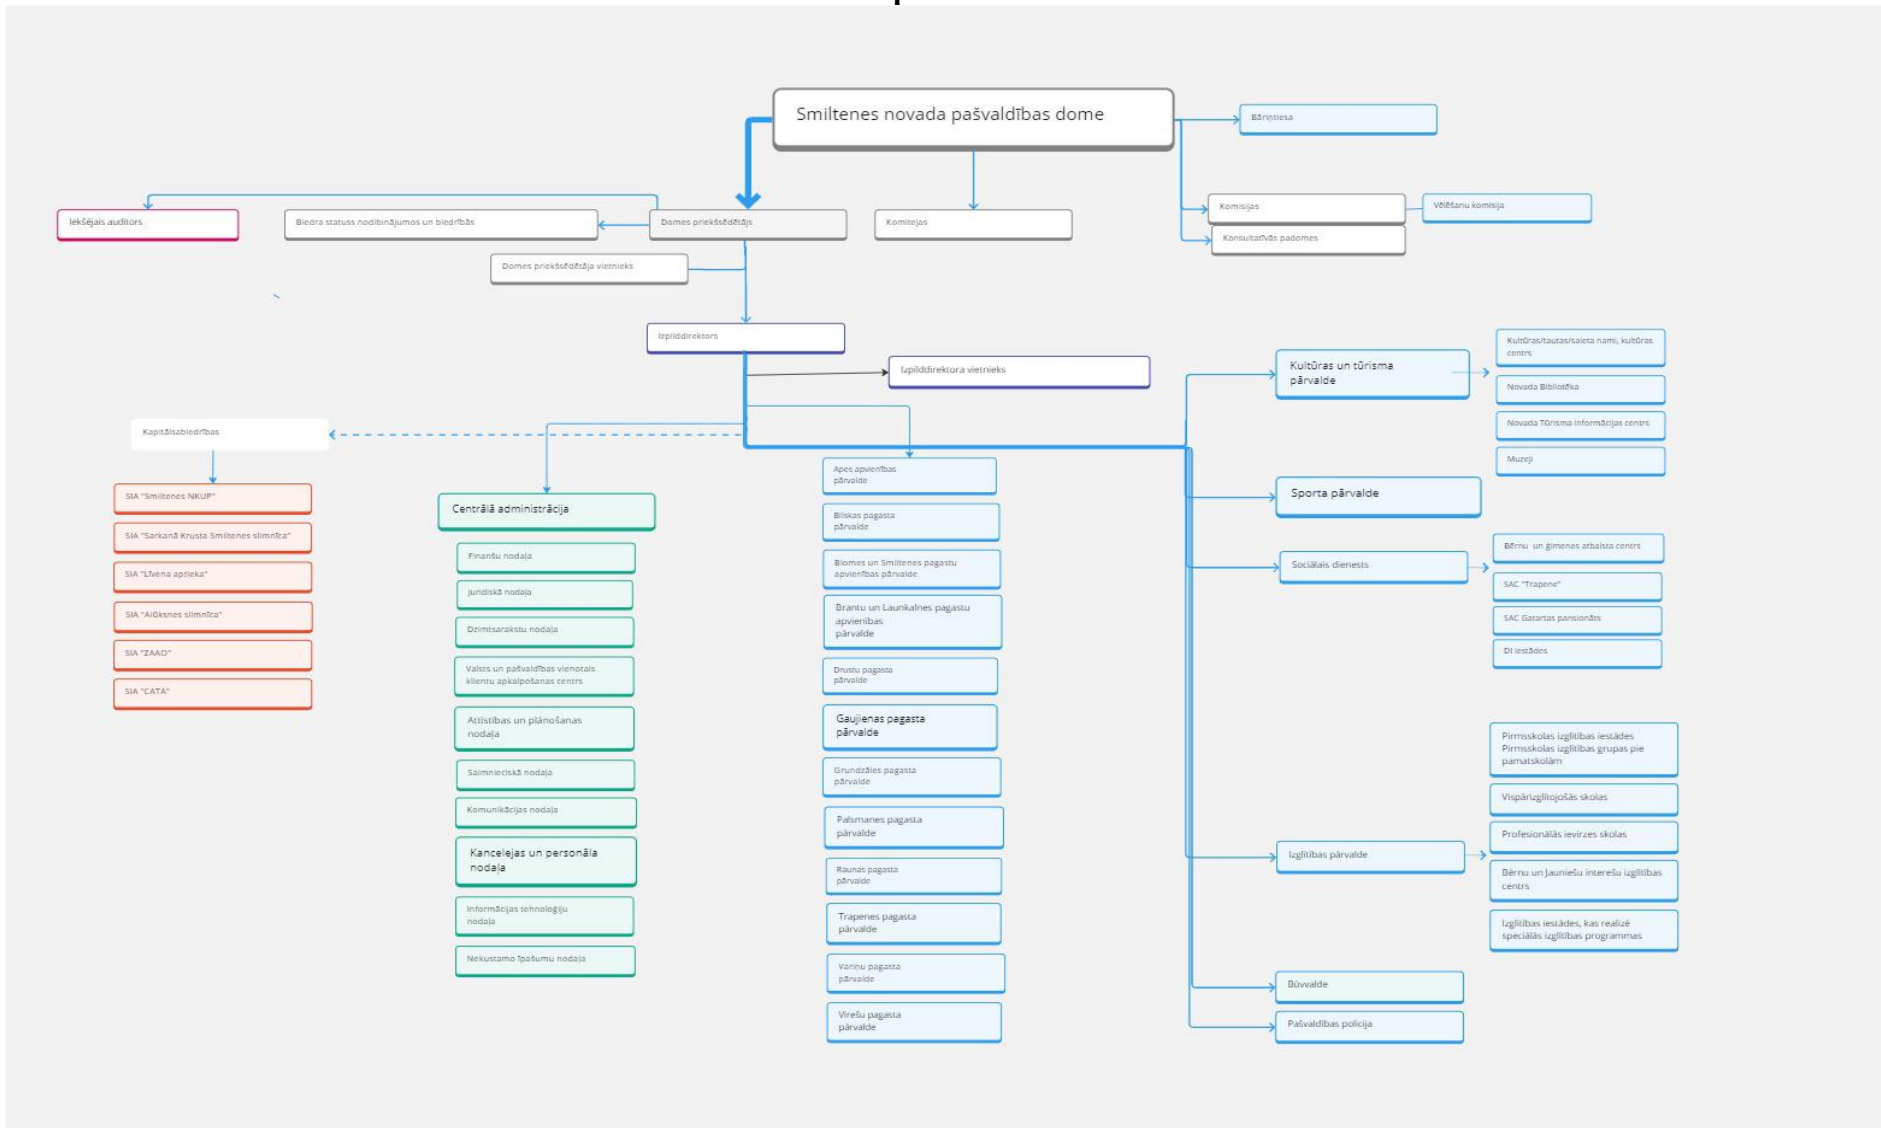 Smiltenes novada pašvaldības dome
Bāriņtiesa
Iekšējais auditors
Biedra statuss nodibinājumos un biedrībās
Domes priekšsēdētājs
Komitejas
Komisijas
Vēlēšanu komisija
Konsultatīvās padomes
Domes priekšsēdētāja vietnieks
Izpilddirektors
Izpilddirektora vietnieks
Kapitālsabiedrības
SIA "Smiltenes NKUP"
SIA "Sarkanā Krusta Smiltenes slimnīca"
SIA "Līvena aptieka"
SIA "Alūksnes slimnīca"
SIA "ZAAO"
SIA "CATA"
Centrālā administrācija
Finanšu nodaļa
Juridiskā nodaļa
Dzimtsarakstu nodaļa
Valsts un pašvaldības vienotais
klientu apkalpošanas centrs
Attīstības un plānošanas
nodaļa
Saimnieciskā nodaļa
Komunikācijas nodaļa
Kancelejas un personāla
nodaļa
Informācijas tehnoloģiju
nodaļa
Nekustamo īpašumu nodaļa
Apes apvienības
pārvalde
Bilskas pagasta
pārvalde
Blomes un Smiltenes pagastu
apvienības pārvalde
Brantu un Launkalnes pagastu
apvienības
pārvalde
Drustu pagasta
pārvalde
Gaujienas pagasta
pārvalde
Grundzāles pagasta
pārvalde
Palsmanes pagasta
pārvalde
Raunas pagasta
pārvalde
Trapenes pagasta
pārvalde
Variņu pagasta
pārvalde
Virešu pagasta
pārvalde
Kultūras un tūrisma
pārvalde
Kultūras/tautas/saieta nami, kultūras
centrs
Novada Bibliotēka
Novada Tūrisma informācijas centrs
Muzeji
Sporta pārvalde
Sociālais dienests
Bērnu un ģimenes atbalsta centrs
SAC "Trapene"
SAC Gatartas pansionāts
DI iestādes
Izglītības pārvalde
Pirmsskolas izglītības iestādes
Pirmsskolas izglītības grupas pie
pamatskolām
Vispārizglītojošās skolas
Profesionālās ievirzes skolas
Bērnu un Jauniešu interešu izglītības
centrs
Izglītības iestādes, kas realizē
speciālās izglītības programmas
Būvvalde
Pašvaldības policija